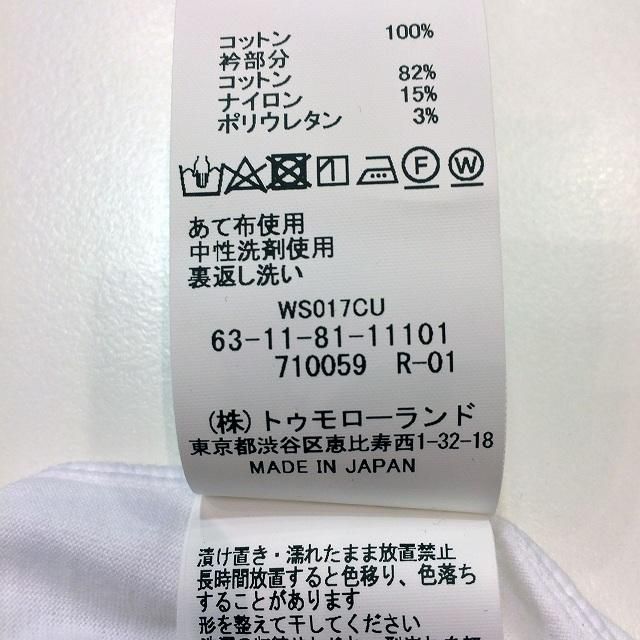 コットン 100%
衿部分
コットン 82%
ナイロン 15%
ポリウレタン 3%
F W
あて布使用
中性洗剤使用
裏返し洗い
WS017CU
63-11-81-11101
710059 R-01
(株)トゥモローランド
東京都渋谷区恵比寿西1-32-18
MADE IN JAPAN
漬け置き・濡れたまま放置禁止
長時間放置すると色移り、色落ち
することがあります
形を整えて干してください